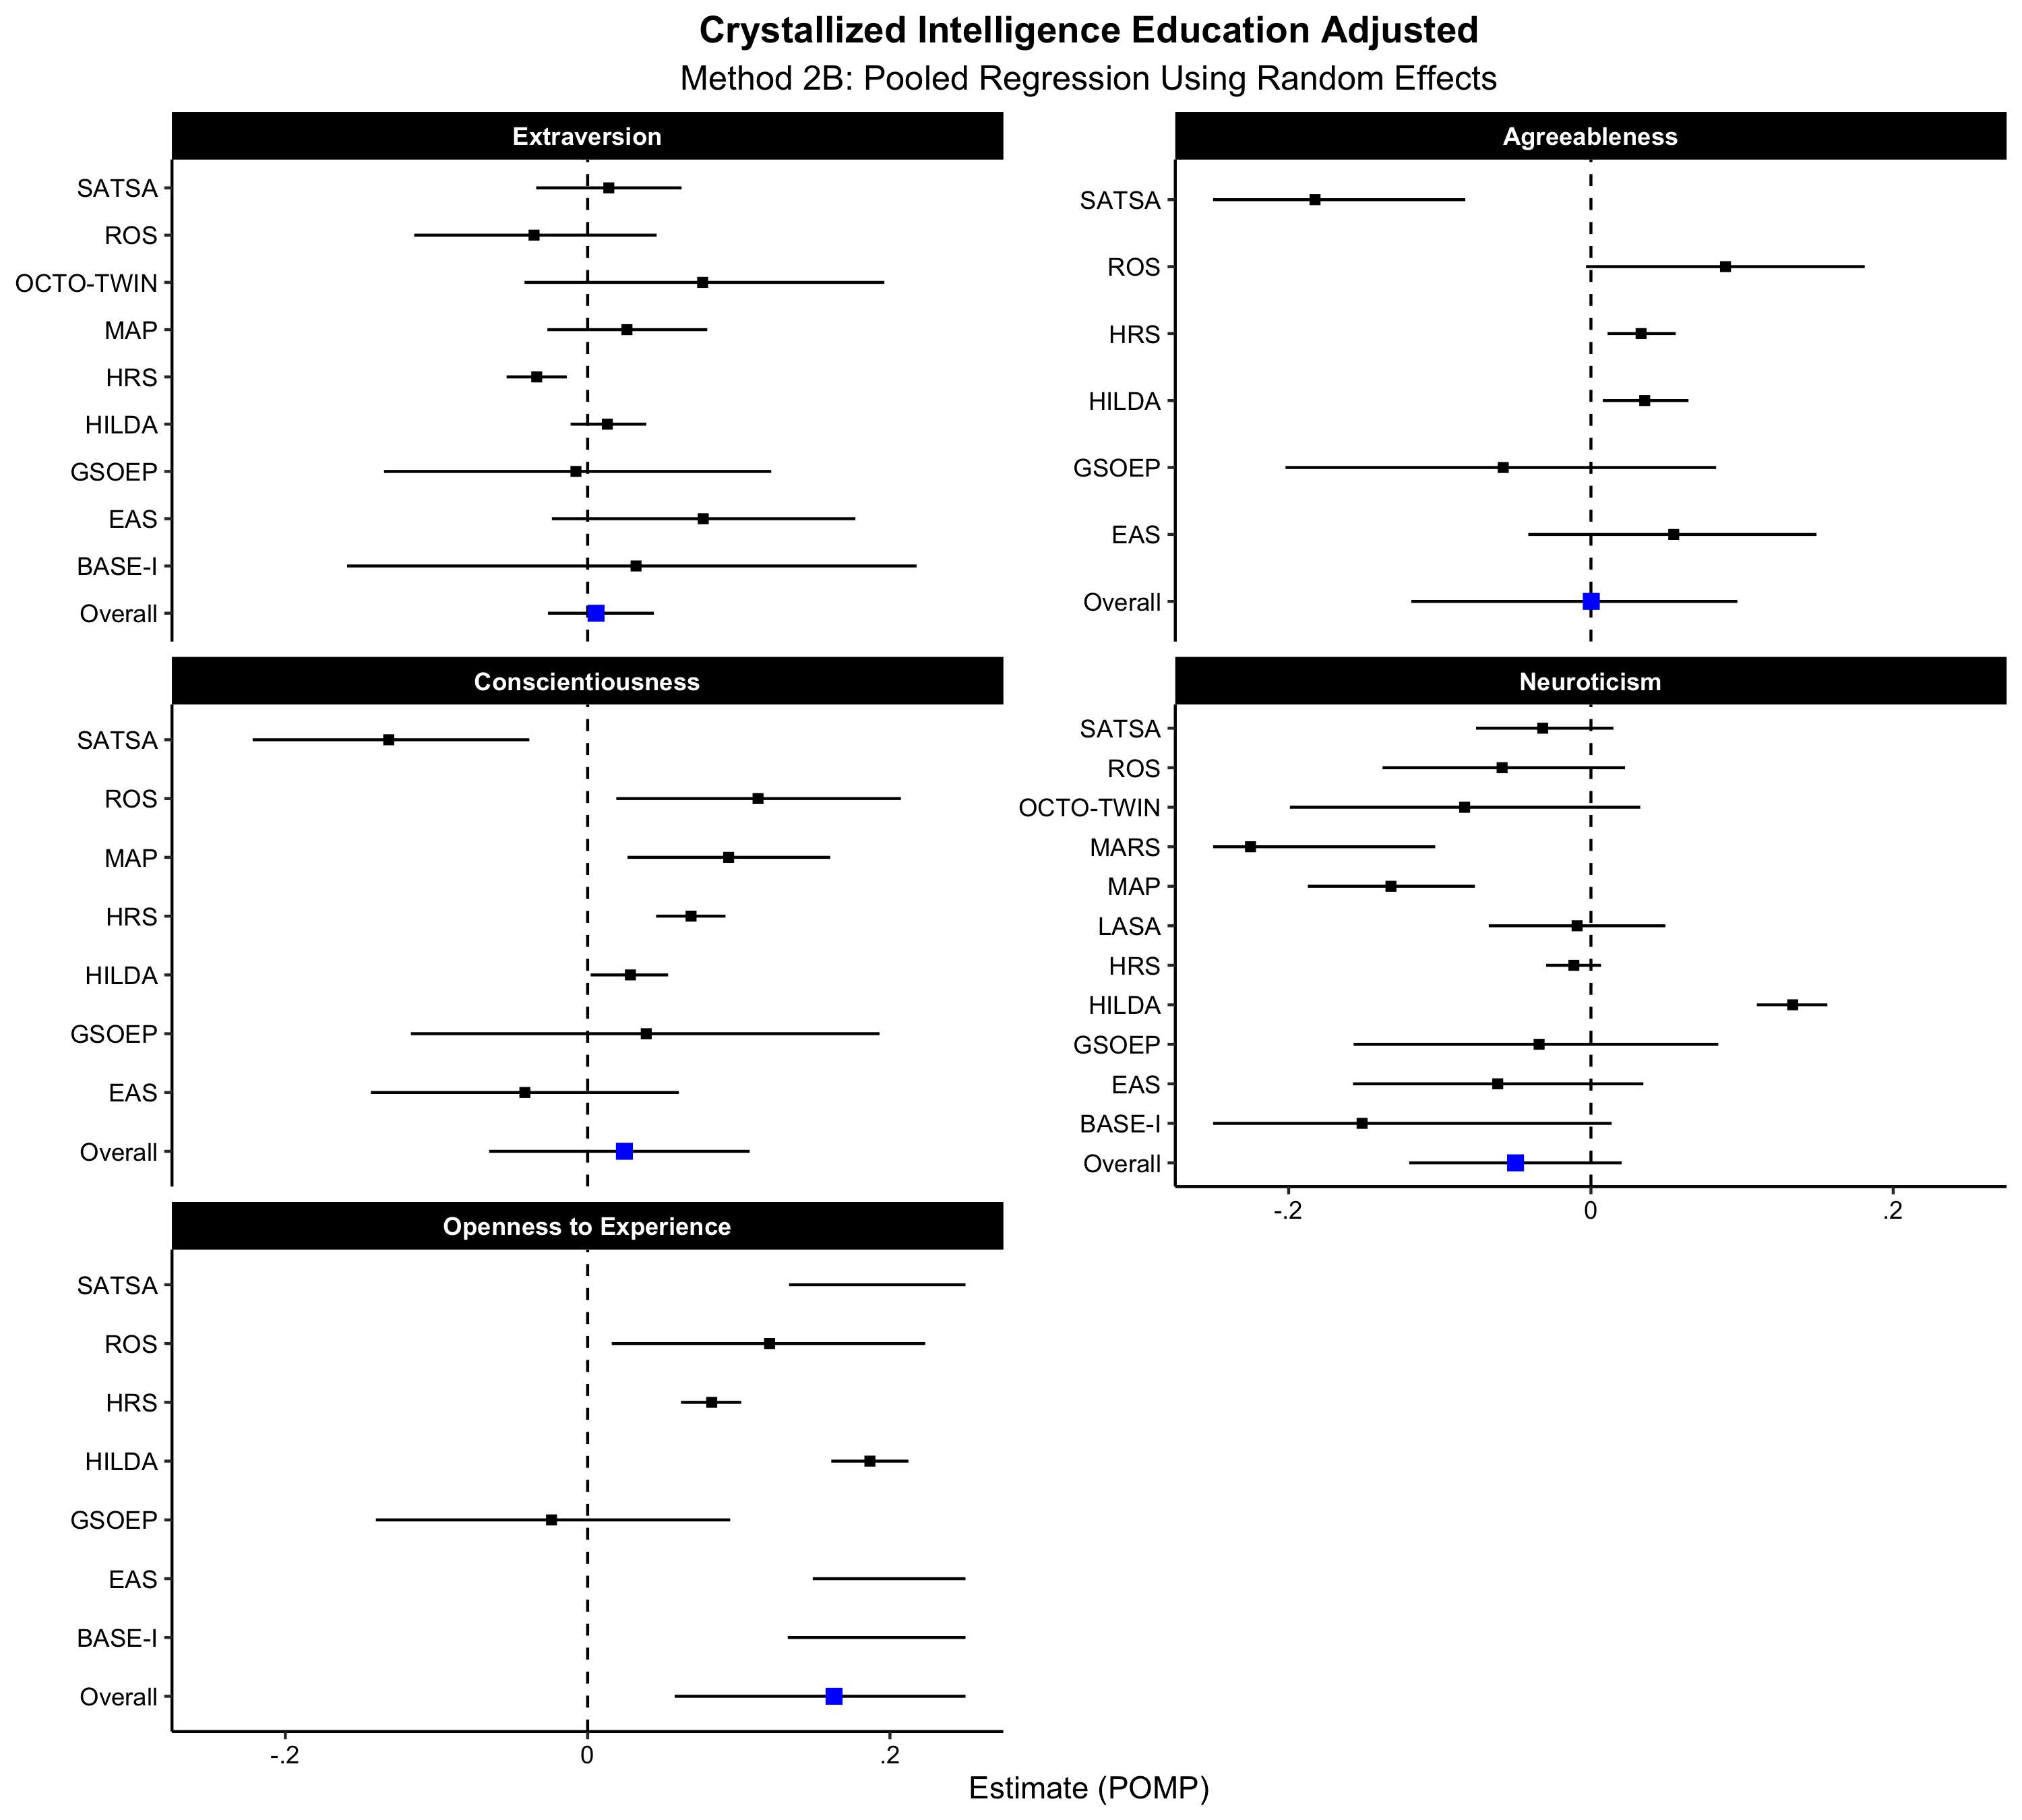 Crystallized Intelligence Education Adjusted
Method 2B: Pooled Regression Using Random Effects
Extraversion
SATSA
ROS
OCTO-TWIN
MAP
HRS
HILDA
GSOEP
EAS
BASE-I
Overall
Agreeableness
SATSA
ROS
HRS
HILDA
GSOEP
EAS
Overall
Conscientiousness
SATSA
ROS
MAP
HRS
HILDA
GSOEP
EAS
Overall
Neuroticism
SATSA
ROS
OCTO-TWIN
MARS
MAP
LASA
HRS
HILDA
GSOEP
EAS
BASE-I
Overall
-.2 0 .2
Openness to Experience
SATSA
ROS
HRS
HILDA
GSOEP
EAS
BASE-I
Overall
-.2 0 .2
Estimate (POMP)